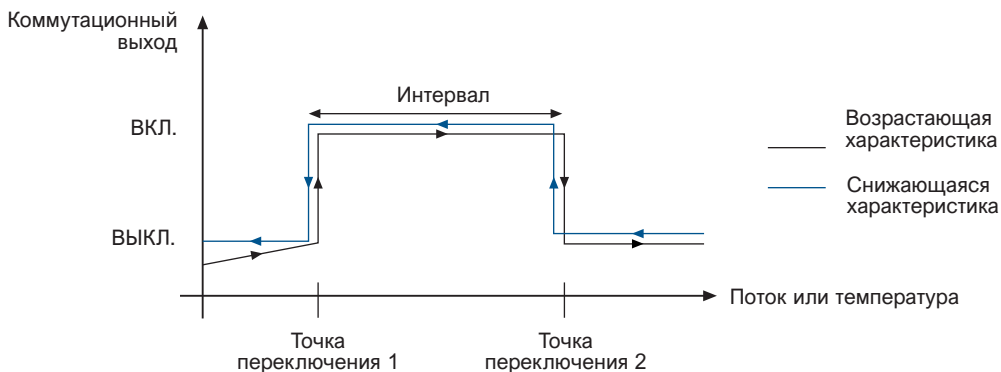 Коммутационный
выход
Интервал
ВКЛ.
Возрастающая
характеристика
Снижающаяся
характеристика
ВЫКЛ.
Поток или температура
Точка
переключения 1
Точка
переключения 2